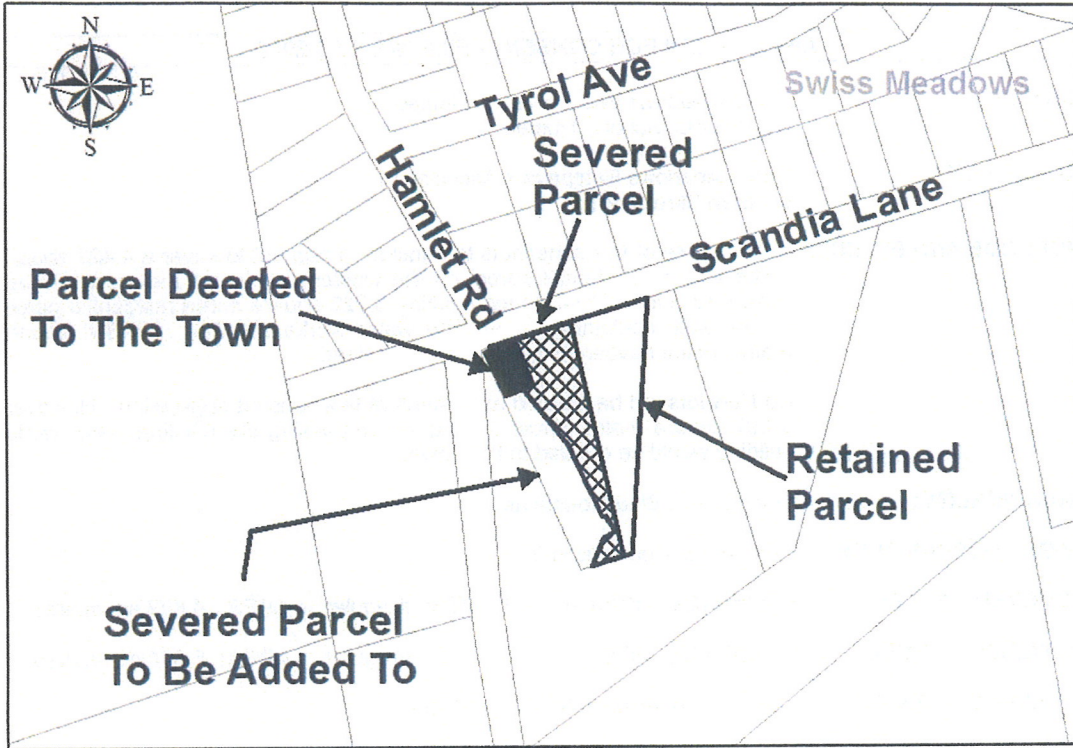 N
W E
S
Tyrol Ave
Swiss Meadows
Hamlet Rd
Severed
Parcel
Scandia Lane
Parcel Deeded
To The Town
Retained
Parcel
Severed Parcel
To Be Added To